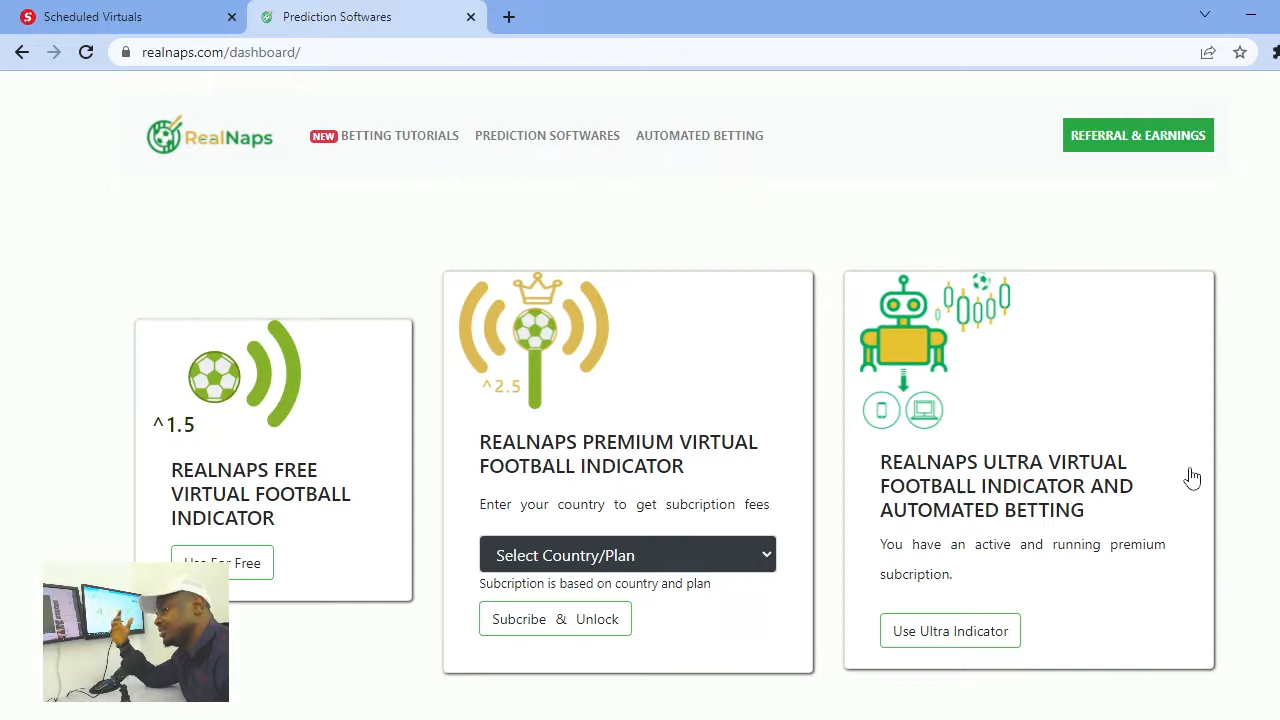 Scheduled Virtuals
Prediction Softwares
realnaps.com/dashboard/
RealNaps
NEW BETTING TUTORIALS
PREDICTION SOFTWARES
AUTOMATED BETTING
REFERRAL & EARNINGS
^1.5
REALNAPS FREE
VIRTUAL FOOTBALL
INDICATOR
Use For Free
^2.5
REALNAPS PREMIUM VIRTUAL
FOOTBALL INDICATOR
Enter your country to get subcription fees
Select Country/Plan
Subcription is based on country and plan
Subcribe & Unlock
REALNAPS ULTRA VIRTUAL
FOOTBALL INDICATOR AND
AUTOMATED BETTING
You have an active and running premium
subcription.
Use Ultra Indicator